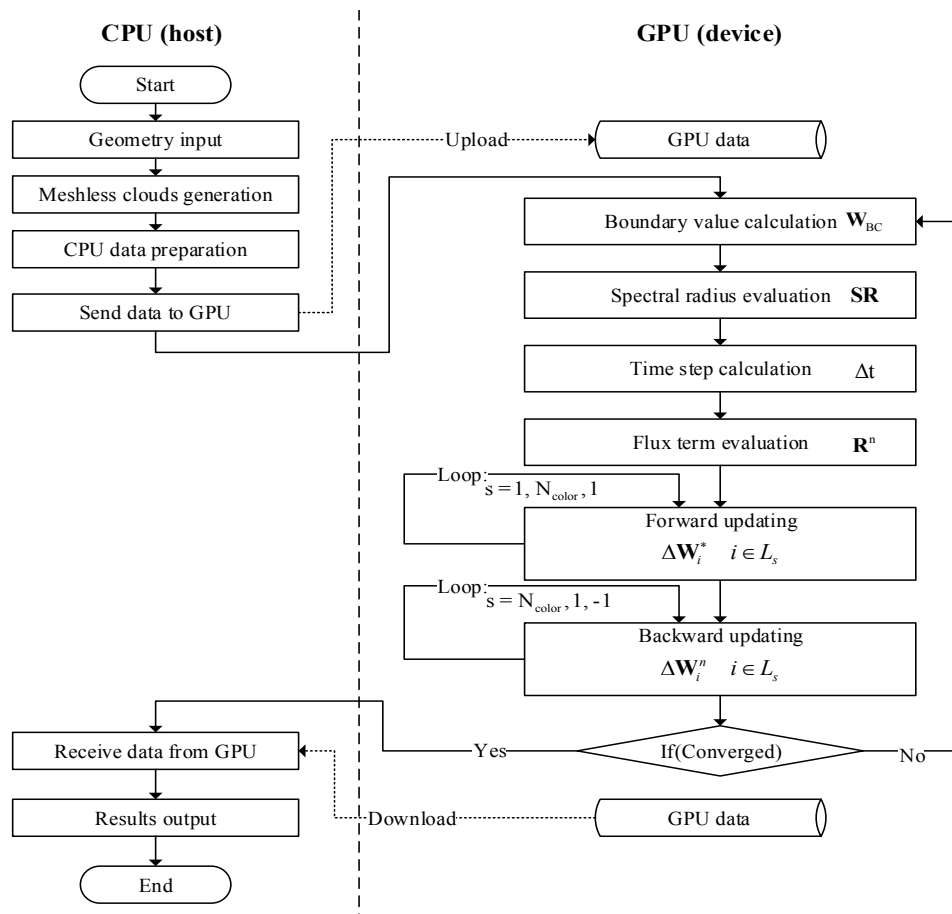 CPU (host)
Start
Geometry input
Meshless clouds generation
CPU data preparation
Send data to GPU
Upload
GPU (device)
GPU data
Boundary value calculation W_BC
Spectral radius evaluation SR
Time step calculation Δt
Flux term evaluation R^n
Loop:
s = 1, N_color, 1
Forward updating
ΔW_i^* i ∈ L_s
Loop:
s = N_color, 1, -1
Backward updating
ΔW_i^n i ∈ L_s
If(Converged)
Yes
No
Receive data from GPU
Download
GPU data
Results output
End